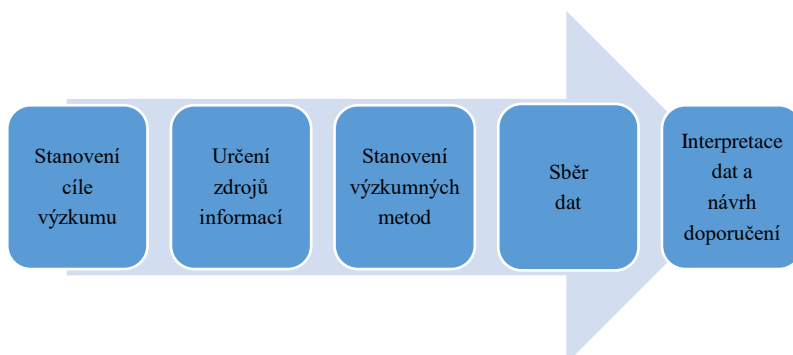 Stanovení
cíle
výzkumu
Určení
zdrojů
informací
Stanovení
výzkumných
metod
Sběr
dat
Interpretace
dat a
návrh
doporučení